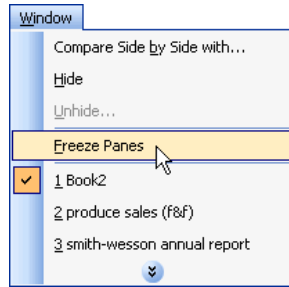 Window
Compare Side by Side with...
Hide
Unhide...
Freeze Panes
1 Book2
2 produce sales (f&f)
3 smith-wesson annual report